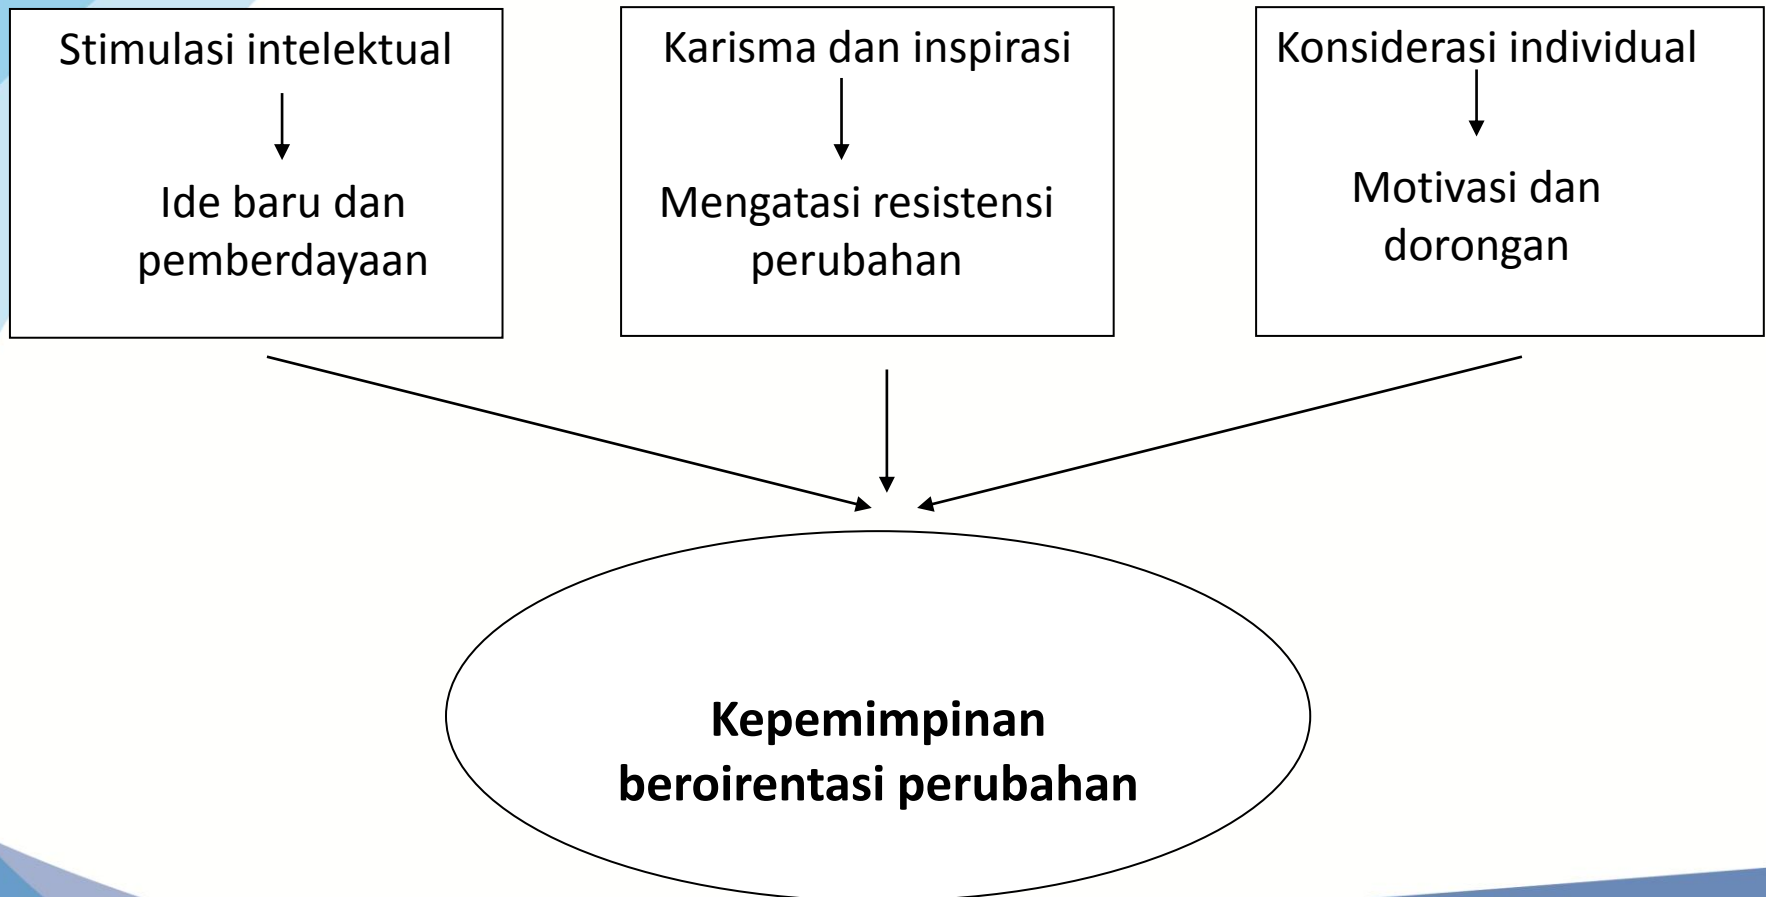 Stimulasi intelektual
Ide baru dan
pemberdayaan
Karisma dan inspirasi
Mengatasi resistensi
perubahan
Konsiderasi individual
Motivasi dan
dorongan
Kepemimpinan
beroirentasi perubahan